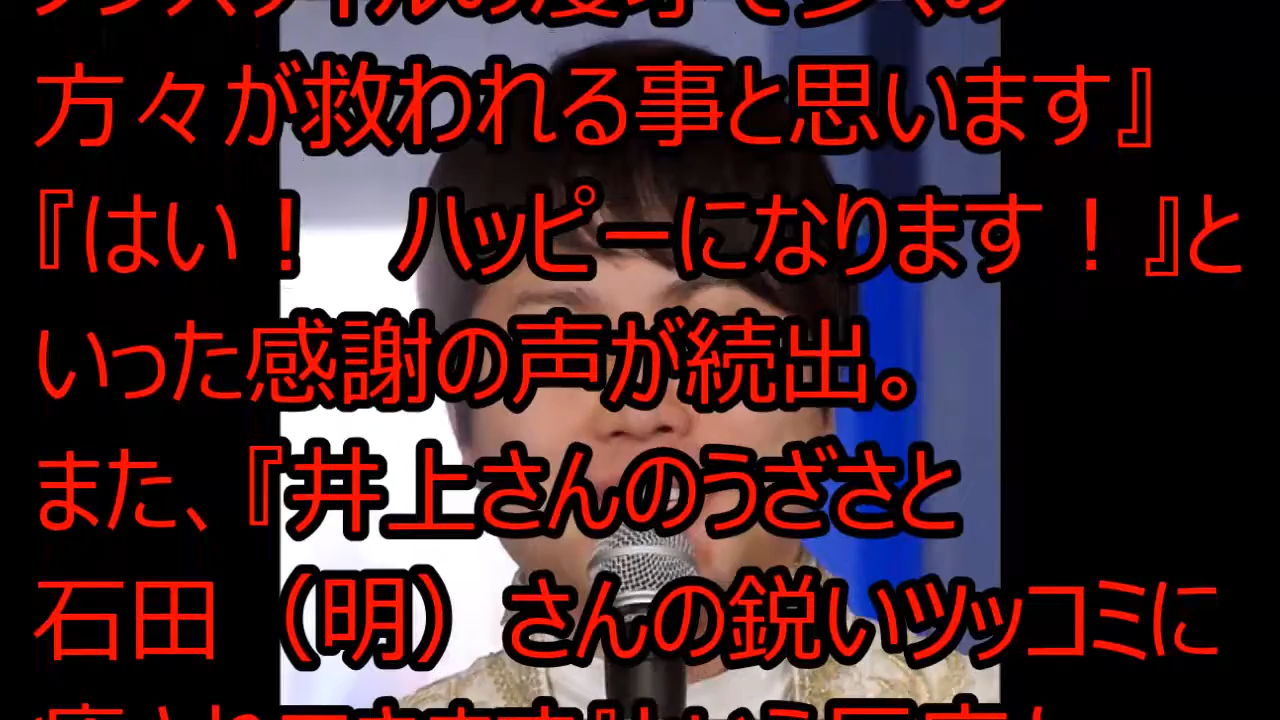 方々が救われる事と思います』
『はい！　ハッピーになります！』と
いった感謝の声が続出。
また、『井上さんのうざさと
石田（明）さんの鋭いツッコミに